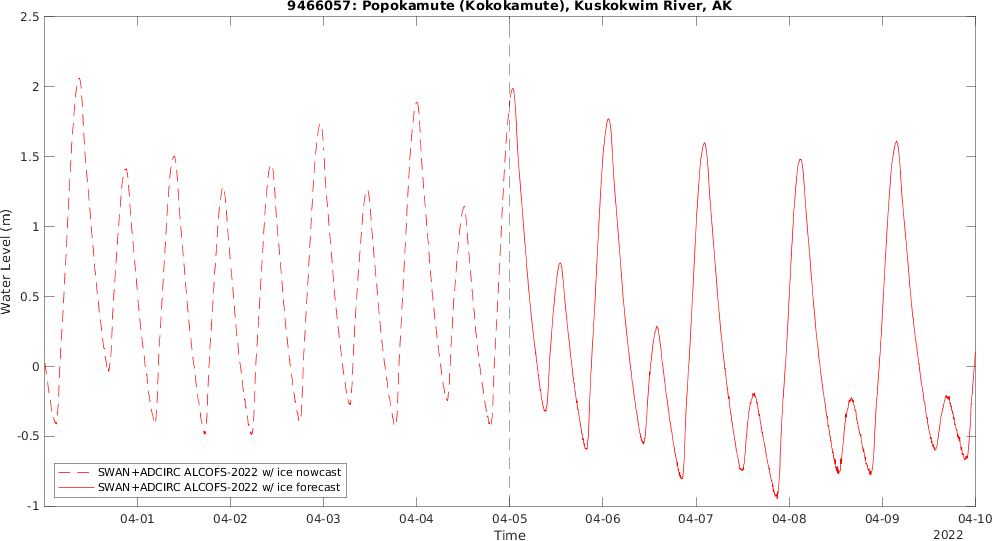 9466057: Popokamute (Kokokamute), Kuskokwim River, AK
2.5
2
1.5
1
0.5
0
-0.5
-1
Water Level (m)
SWAN+ADCIRC ALCOFS-2022 w/ ice nowcast
SWAN+ADCIRC ALCOFS-2022 w/ ice forecast
04-01 04-02 04-03 04-04 04-05 04-06 04-07 04-08 04-09 04-10
Time
2022